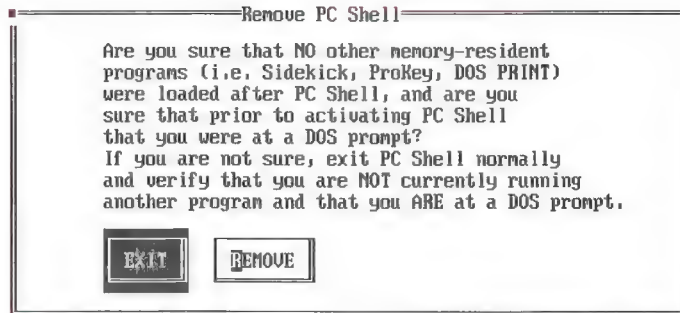 Remove PC Shell
Are you sure that NO other memory-resident
programs (i.e. Sidekick, ProKey, DOS PRINT)
were loaded after PC Shell, and are you
sure that prior to activating PC Shell
that you were at a DOS prompt?
If you are not sure, exit PC Shell normally
and verify that you are NOT currently running
another program and that you ARE at a DOS prompt.
EXIT REMOVE